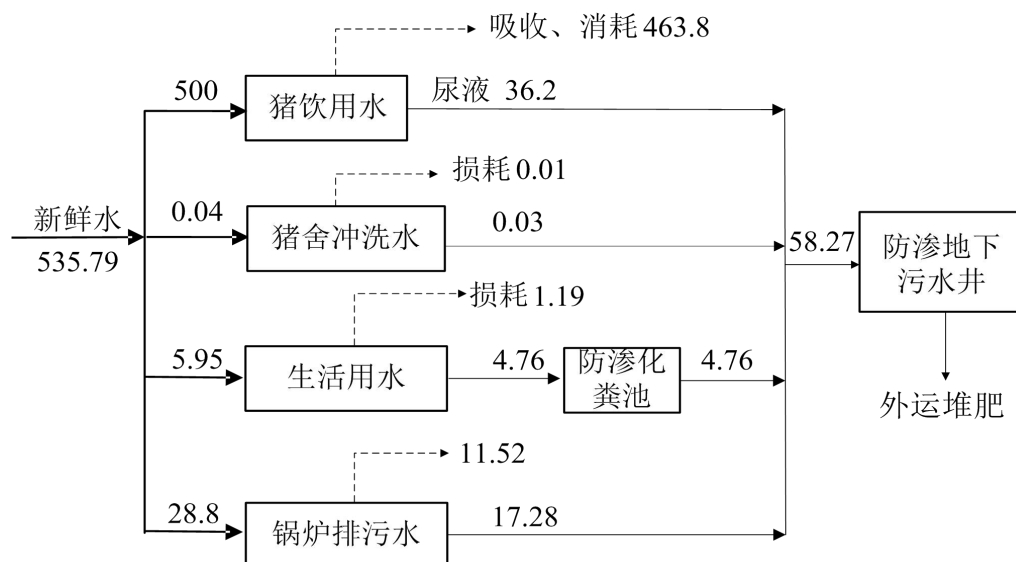 吸收、消耗 463.8
500
猪饮用水
尿液 36.2
损耗 0.01
新鲜水
535.79
0.04
猪舍冲洗水
0.03
58.27
防渗地下
污水井
损耗 1.19
5.95
生活用水
4.76
防渗化
粪池
4.76
外运堆肥
11.52
28.8
锅炉排污水
17.28